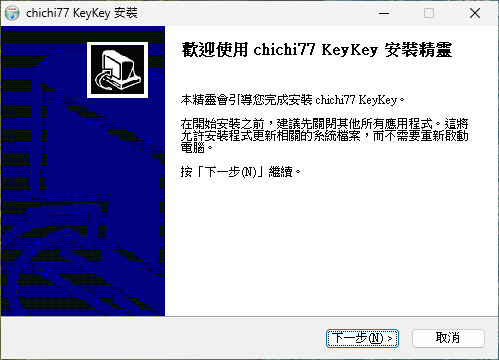 chichi77 KeyKey 安裝
歡迎使用 chichi77 KeyKey 安裝精靈
本精靈會引導您完成安裝 chichi77 KeyKey。
在開始安裝之前，建議先關閉其他所有應用程式。這將
允許安裝程式更新相關的系統檔案，而不需要重新啟動
電腦。
按「下一步(N)」繼續。
下一步(N) >
取消